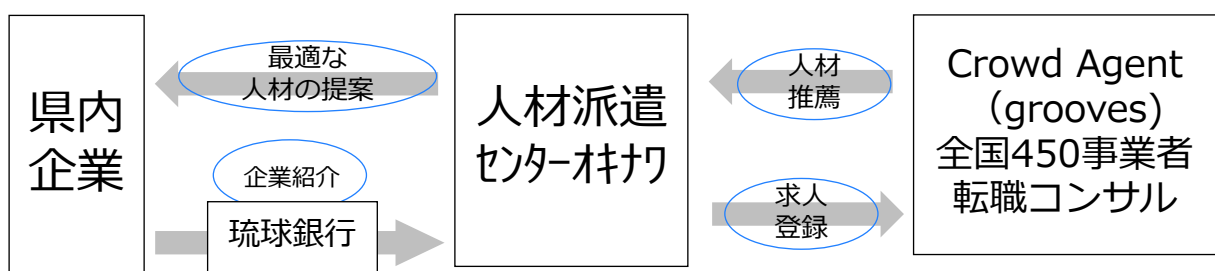 県内
企業
最適な
人材の提案
企業紹介
琉球銀行
人材派遣
ｾﾝﾀｰｵｷﾅﾜ
人材
推薦
求人
登録
Crowd Agent
（grooves)
全国450事業者
転職コンサル